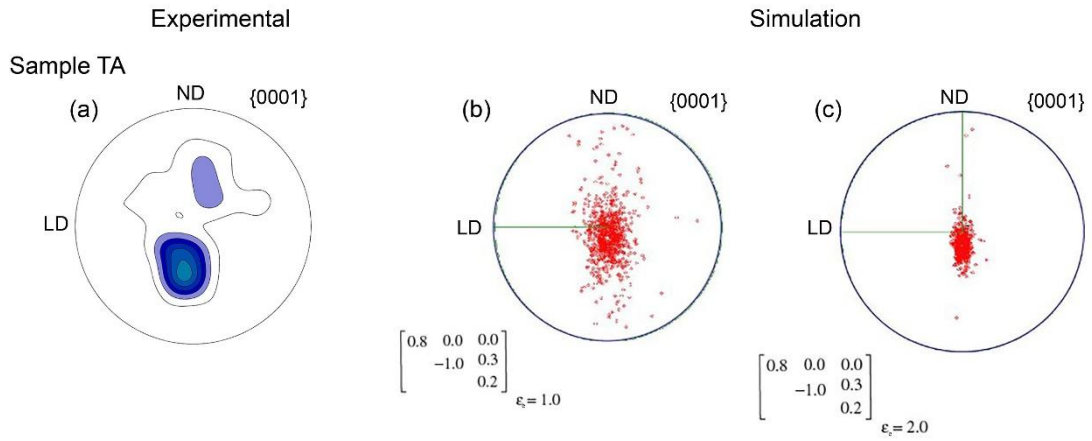 Experimental
Simulation
Sample TA
(a)
ND
{0001}
LD
(b)
ND
{0001}
LD
0.8 0.0 0.0
−1.0 0.3
0.2
εₑ= 1.0
(c)
ND
{0001}
LD
0.8 0.0 0.0
−1.0 0.3
0.2
εₑ= 2.0